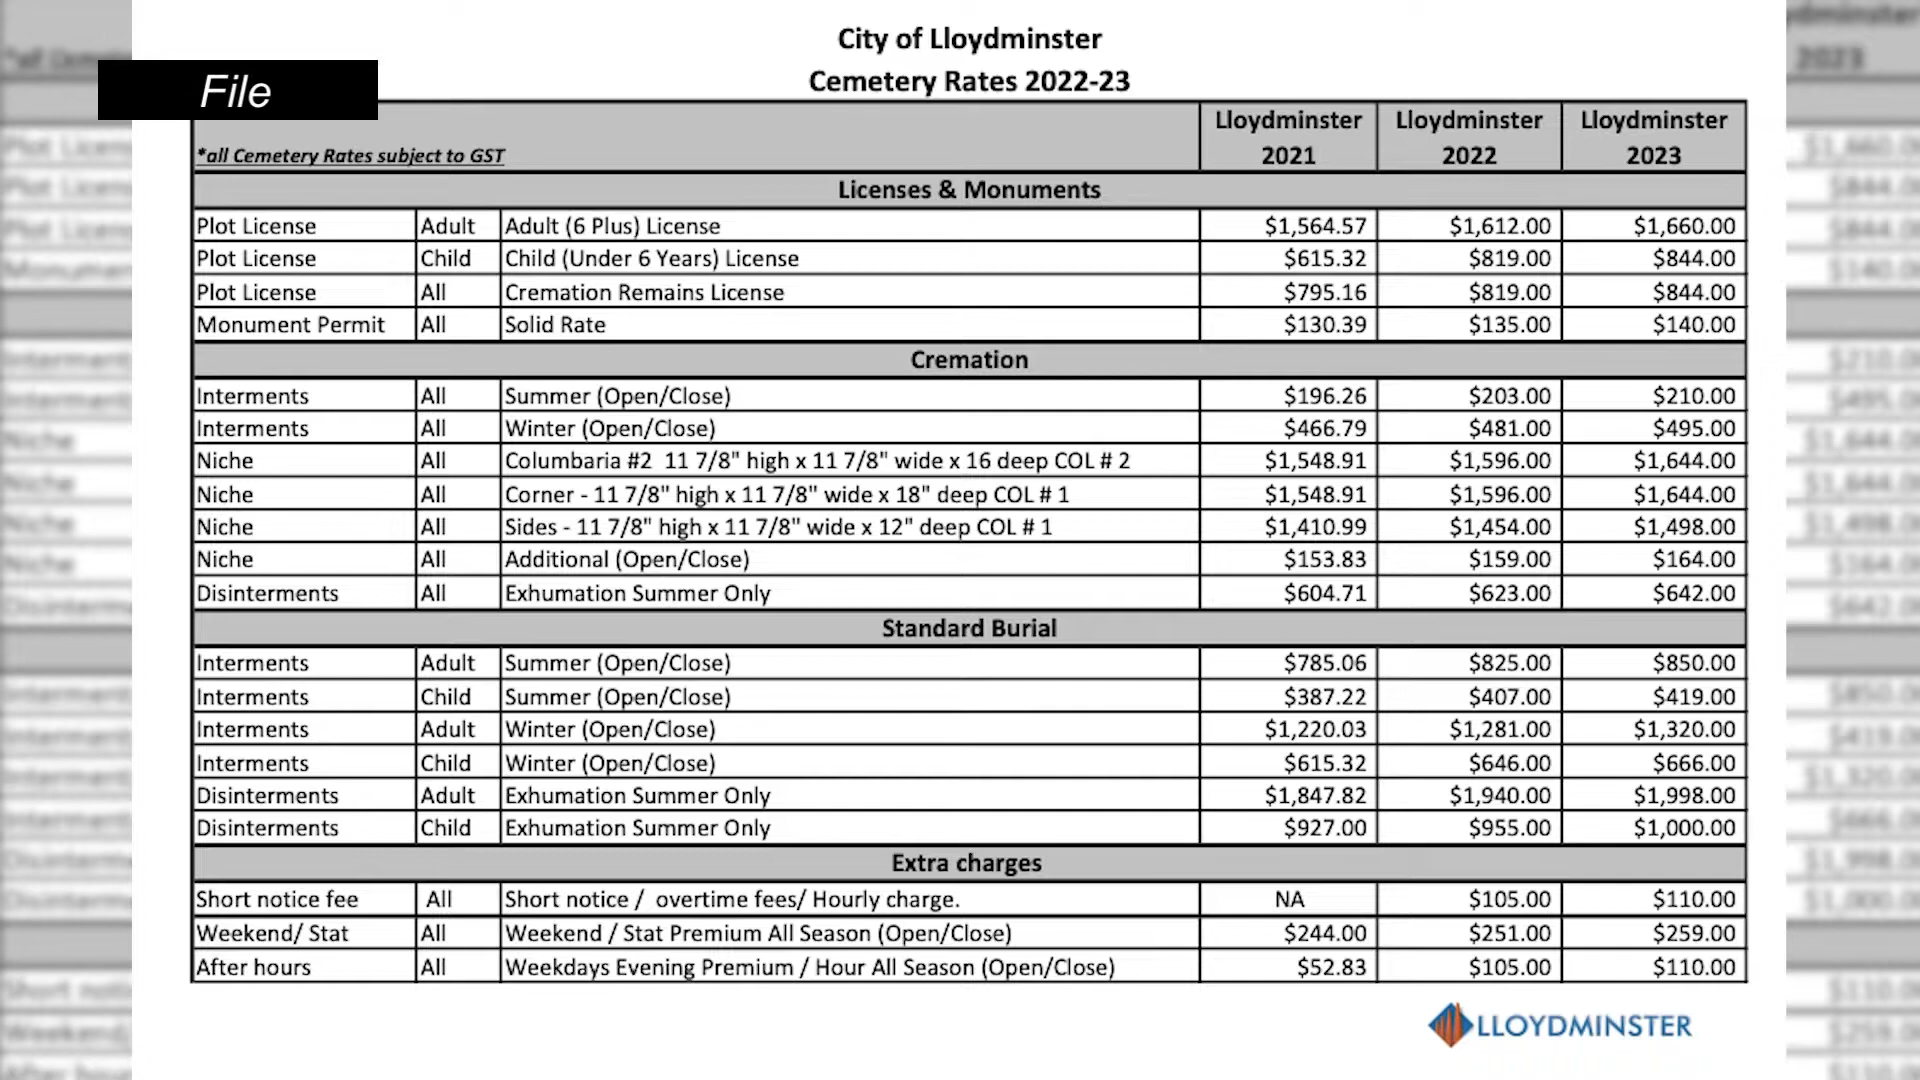 City of Lloydminster
Cemetery Rates 2022-23
File
*all Cemetery Rates subject to GST Lloydminster 2021 Lloydminster 2022 Lloydminster 2023
Licenses & Monuments
Plot License Adult Adult (6 Plus) License $1,564.57 $1,612.00 $1,660.00
Plot License Child Child (Under 6 Years) License $615.32 $819.00 $844.00
Plot License All Cremation Remains License $795.16 $819.00 $844.00
Monument Permit All Solid Rate $130.39 $135.00 $140.00
Cremation
Interments All Summer (Open/Close) $196.26 $203.00 $210.00
Interments All Winter (Open/Close) $466.79 $481.00 $495.00
Niche All Columbaria #2 11 7/8" high x 11 7/8" wide x 16 deep COL # 2 $1,548.91 $1,596.00 $1,644.00
Niche All Corner - 11 7/8" high x 11 7/8" wide x 18" deep COL # 1 $1,548.91 $1,596.00 $1,644.00
Niche All Sides - 11 7/8" high x 11 7/8" wide x 12" deep COL # 1 $1,410.99 $1,454.00 $1,498.00
Niche All Additional (Open/Close) $153.83 $159.00 $164.00
Disinterments All Exhumation Summer Only $604.71 $623.00 $642.00
Standard Burial
Interments Adult Summer (Open/Close) $785.06 $825.00 $850.00
Interments Child Summer (Open/Close) $387.22 $407.00 $419.00
Interments Adult Winter (Open/Close) $1,220.03 $1,281.00 $1,320.00
Interments Child Winter (Open/Close) $615.32 $646.00 $666.00
Disinterments Adult Exhumation Summer Only $1,847.82 $1,940.00 $1,998.00
Disinterments Child Exhumation Summer Only $927.00 $955.00 $1,000.00
Extra charges
Short notice fee All Short notice / overtime fees/ Hourly charge. NA $105.00 $110.00
Weekend/ Stat All Weekend / Stat Premium All Season (Open/Close) $244.00 $251.00 $259.00
After hours All Weekdays Evening Premium / Hour All Season (Open/Close) $52.83 $105.00 $110.00
LLOYDMINSTER